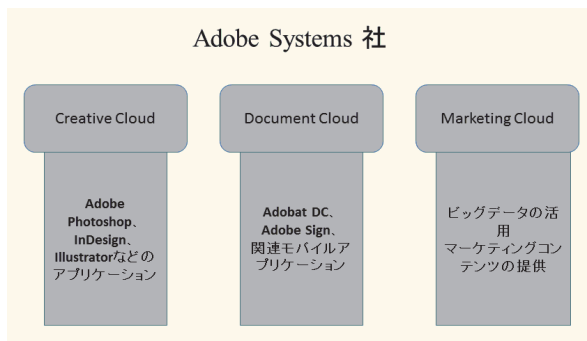 Adobe Systems 社
Creative Cloud
Document Cloud
Marketing Cloud
Adobe
Photoshop、
InDesign、
Illustratorなどの
アプリケーション
Adobat DC、
Adobe Sign、
関連モバイルア
プリケーション
ビッグデータの活
用
マーケティングコン
テンツの提供